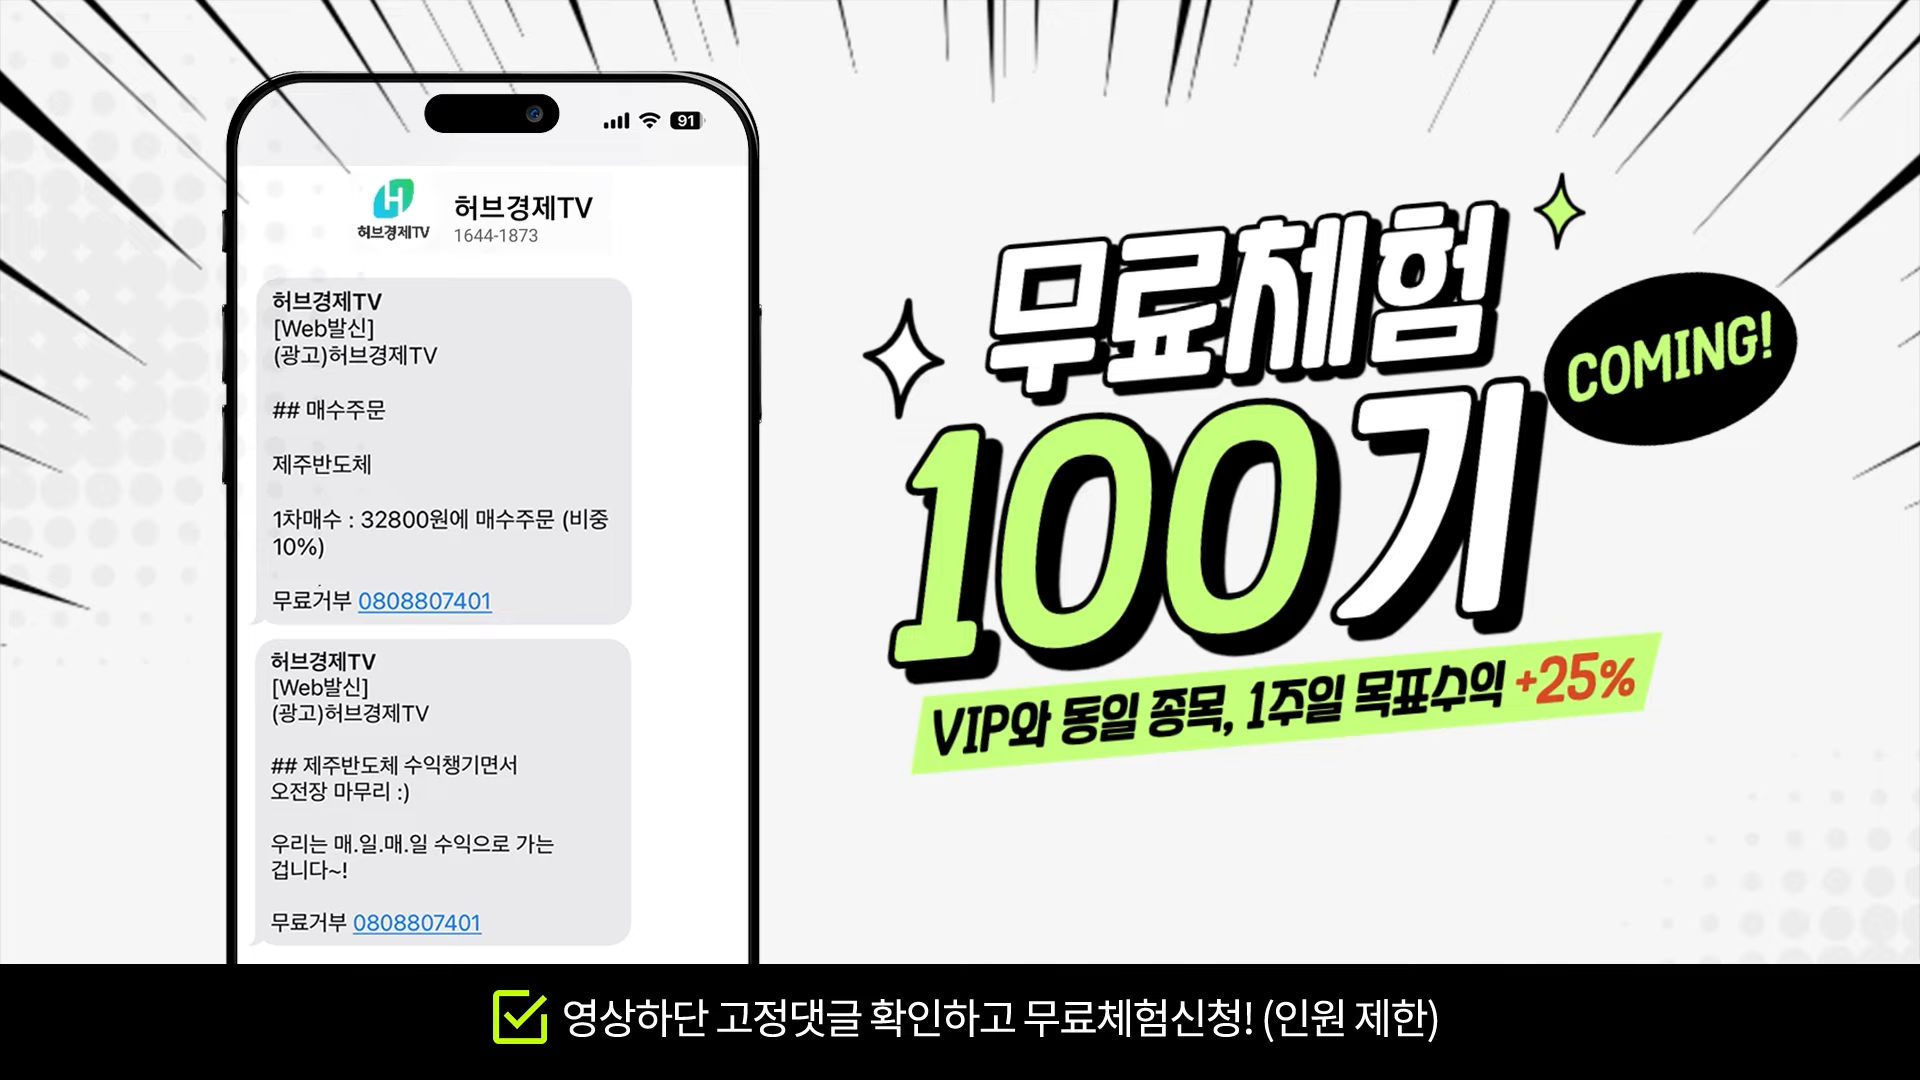 91
허브경제TV
허브경제TV
1644-1873
허브경제TV
[Web발신]
(광고)허브경제TV
## 매수주문
제주반도체
1차매수 : 32800원에 매수주문 (비중
10%)
무료거부 0808807401
허브경제TV
[Web발신]
(광고)허브경제TV
## 제주반도체 수익챙기면서
오전장 마무리 :)
우리는 매.일.매.일 수익으로 가는
겁니다~!
무료거부 0808807401
무료체험
100기
COMING!
VIP와 동일 종목, 1주일 목표수익 +25%
영상하단 고정댓글 확인하고 무료체험신청! (인원 제한)